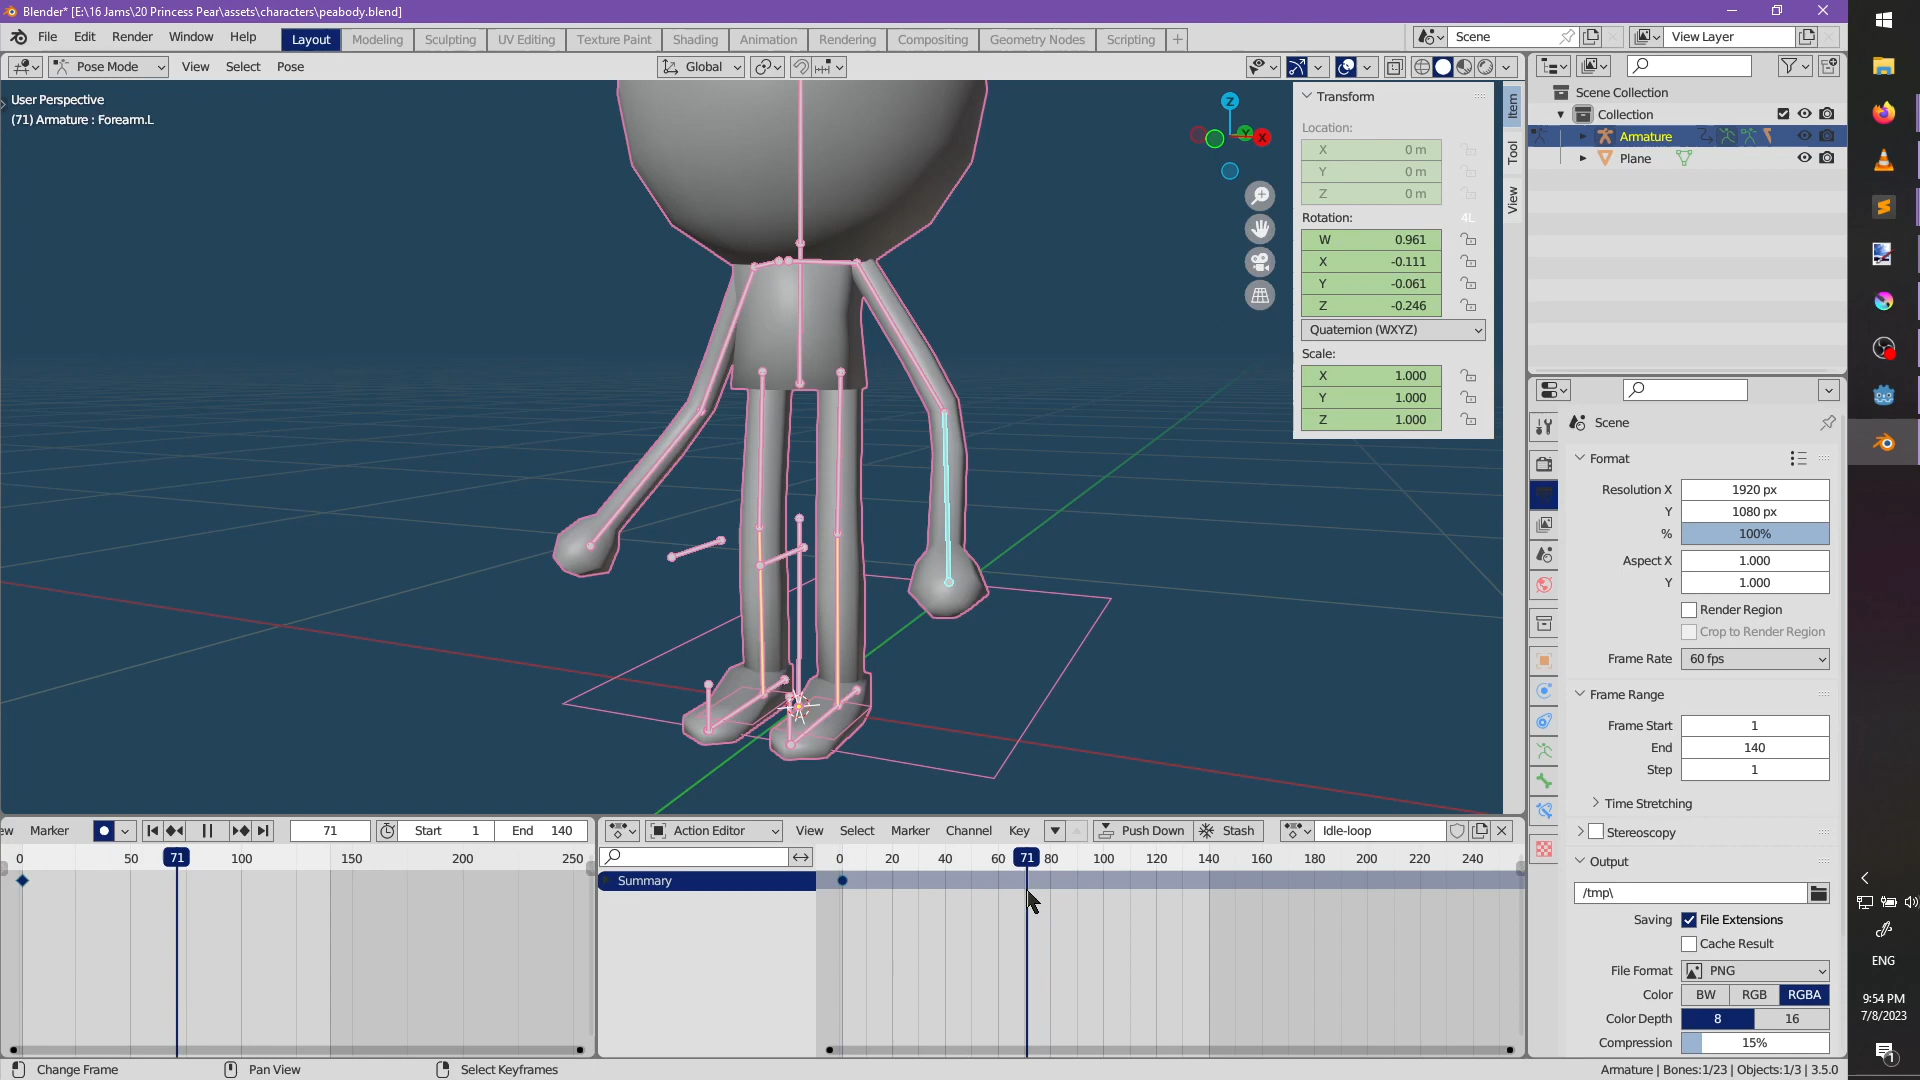 Blender* [E:\16 Jams\20 Princess Pear\assets\characters\peabody.blend]
File Edit Render Window Help Layout Modeling Sculpting UV Editing Texture Paint Shading Animation Rendering Compositing Geometry Nodes Scripting + Scene View Layer
Pose Mode View Select Pose Global
User Perspective
(71) Armature : Forearm.L
Z
Y
X
Transform
Location:
X 0 m
Y 0 m
Z 0 m
Rotation: 4L
W 0.961
X -0.111
Y -0.061
Z -0.246
Quaternion (WXYZ)
Scale:
X 1.000
Y 1.000
Z 1.000
Item
Tool
View
Scene Collection
Collection
Armature
Plane
Scene
Format
Resolution X 1920 px
Y 1080 px
% 100%
Aspect X 1.000
Y 1.000
Render Region
Crop to Render Region
Frame Rate 60 fps
Frame Range
Frame Start 1
End 140
Step 1
Time Stretching
Stereoscopy
Output
/tmp\
Saving File Extensions
Cache Result
File Format PNG
Color BW RGB RGBA
Color Depth 8 16
Compression 15%
ew Marker 71 Start 1 End 140
0 50 71 100 150 200 250
Action Editor View Select Marker Channel Key Push Down Stash Idle-loop
0 20 40 60 71 80 100 120 140 160 180 200 220 240
Summary
Change Frame Pan View Select Keyframes Armature | Bones:1/23 | Objects:1/3 | 3.5.0
ENG
9:54 PM
7/8/2023
1